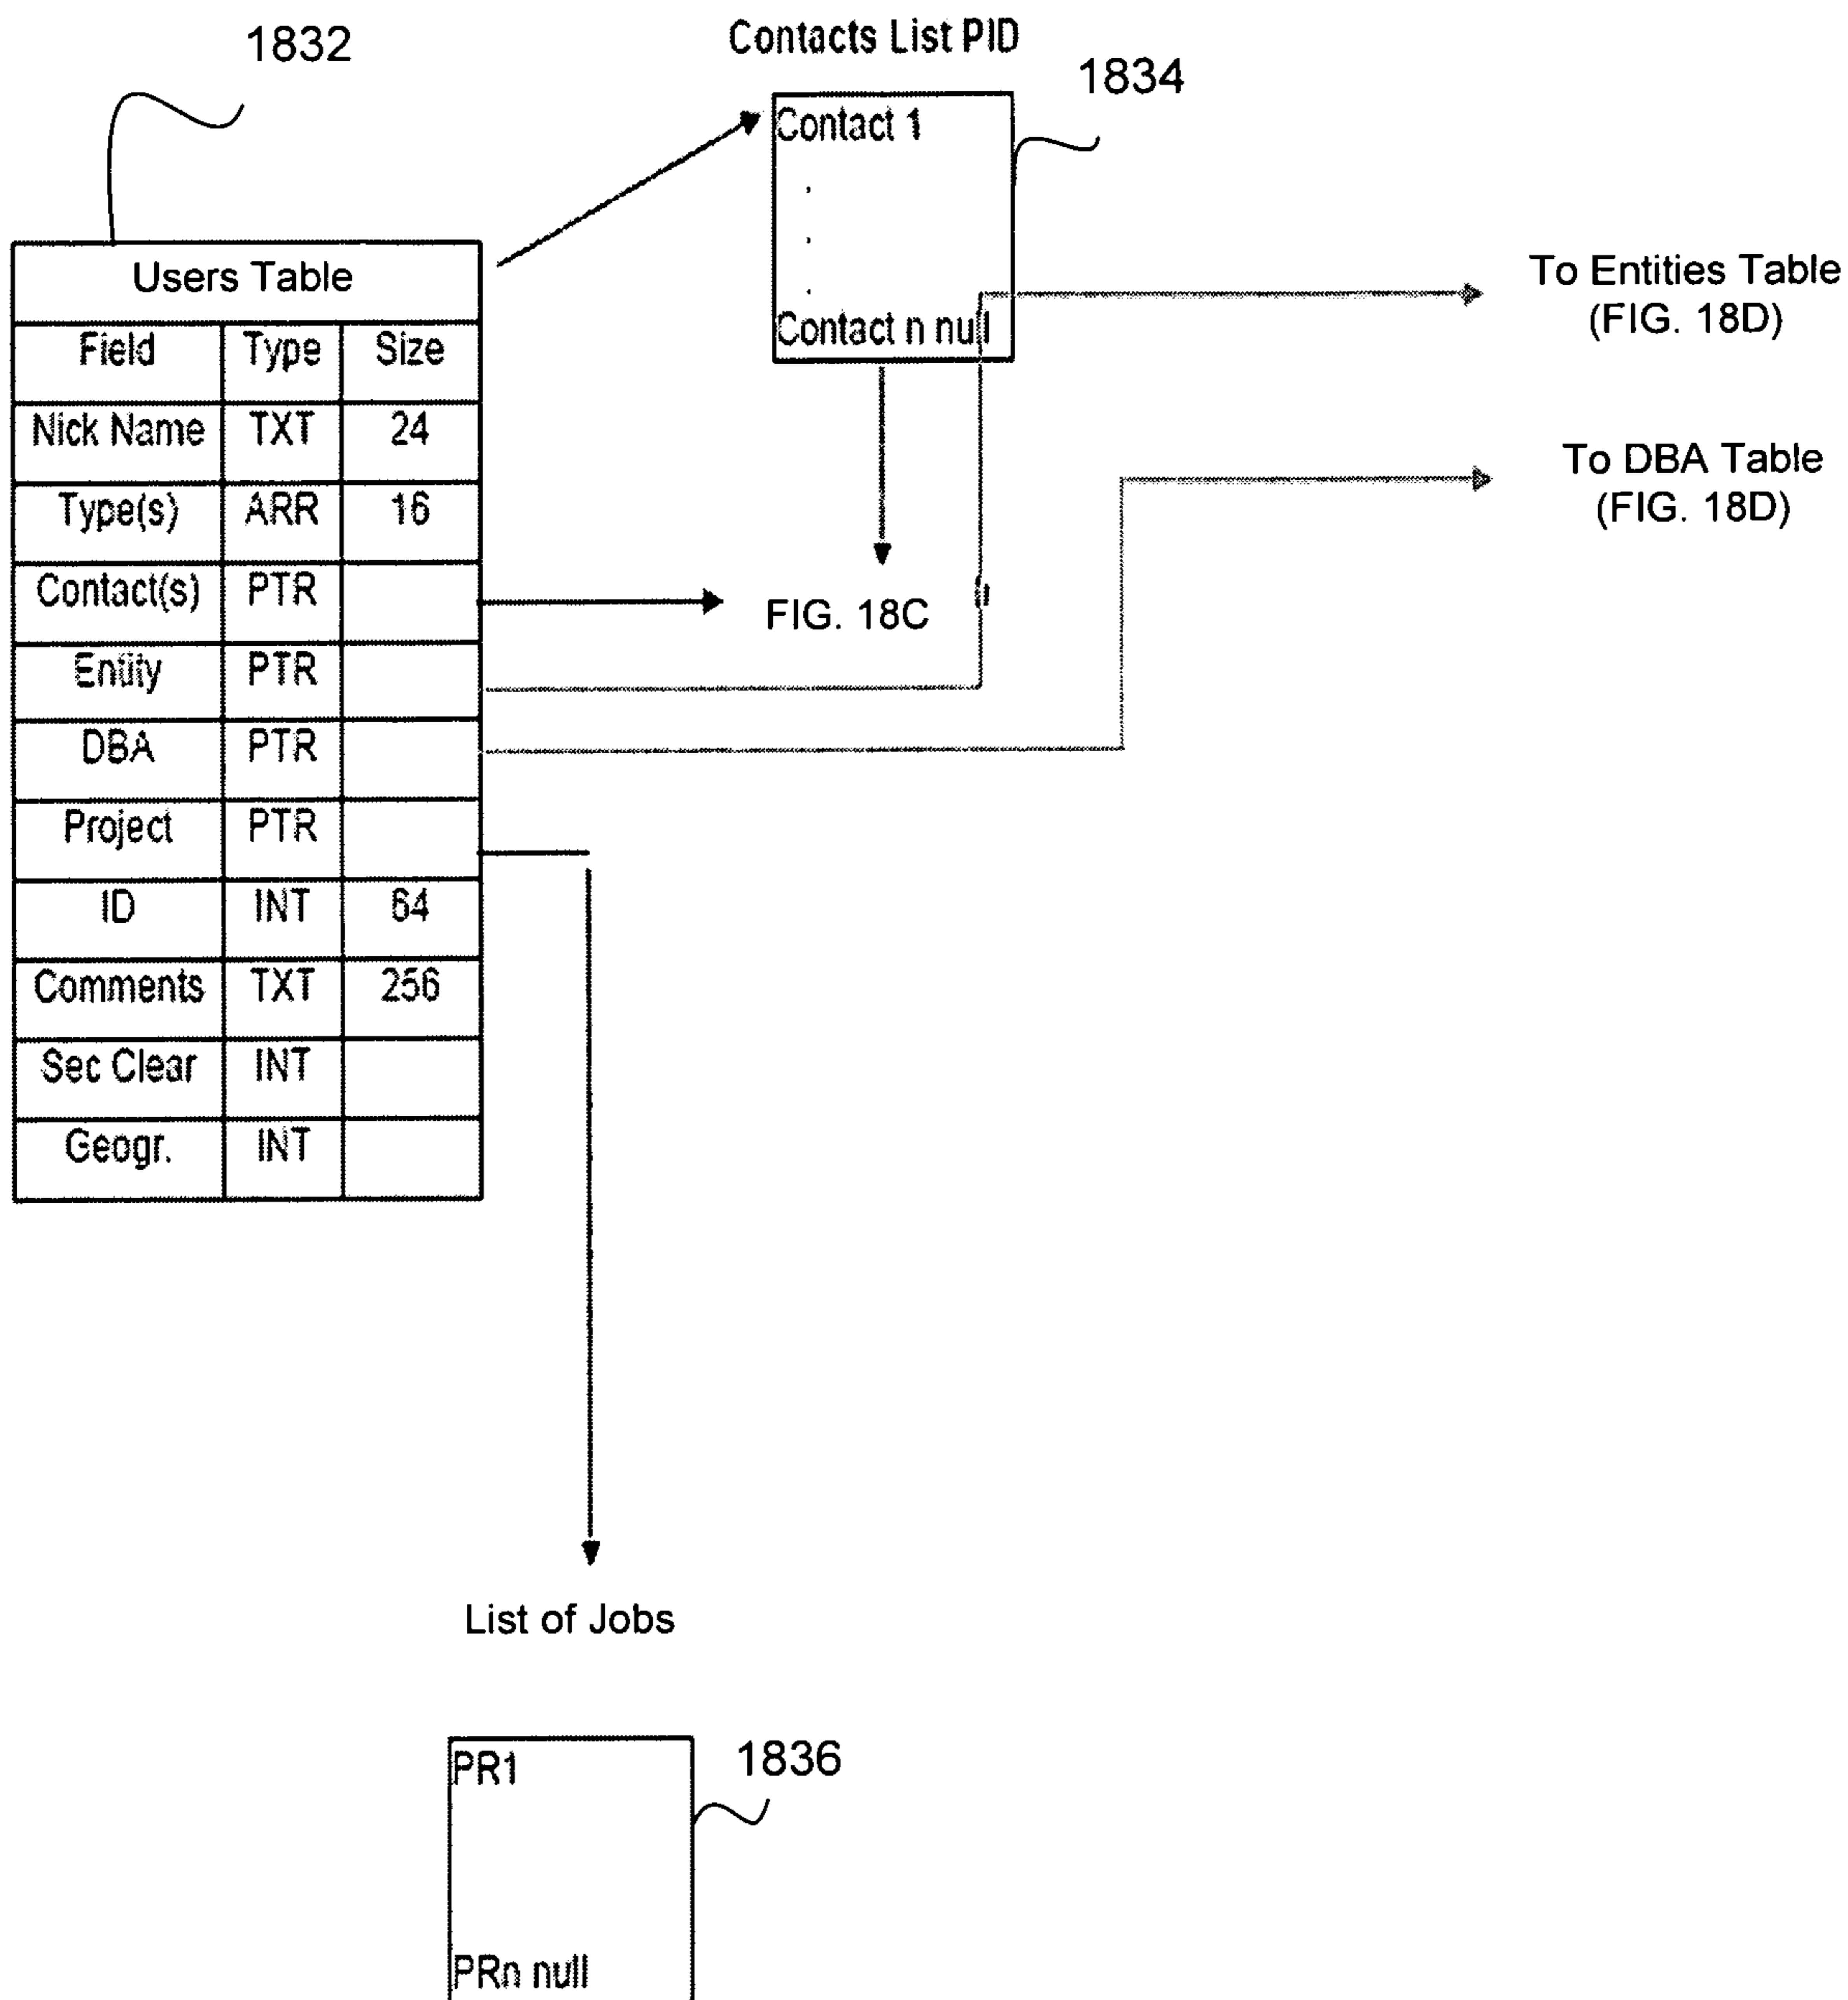 1832
Contacts List PID
1834
Contact 1
.
.
.
Contact n null
To Entities Table
(FIG. 18D)
To DBA Table
(FIG. 18D)
FIG. 18C
Users Table
Field Type Size
Nick Name TXT 24
Type(s) ARR 16
Contact(s) PTR
Entity PTR
DBA PTR
Project PTR
ID INT 64
Comments TXT 256
Sec Clear INT
Geogr. INT
List of Jobs
PR1
1836
PRn null